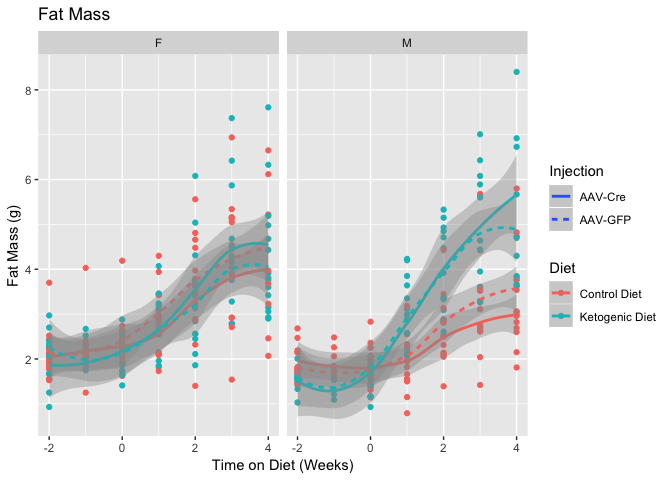 Fat Mass
F
M
8
6
4
2
Fat Mass (g)
-2
0
2
4
-2
0
2
4
Time on Diet (Weeks)
Injection
AAV-Cre
AAV-GFP
Diet
Control Diet
Ketogenic Diet